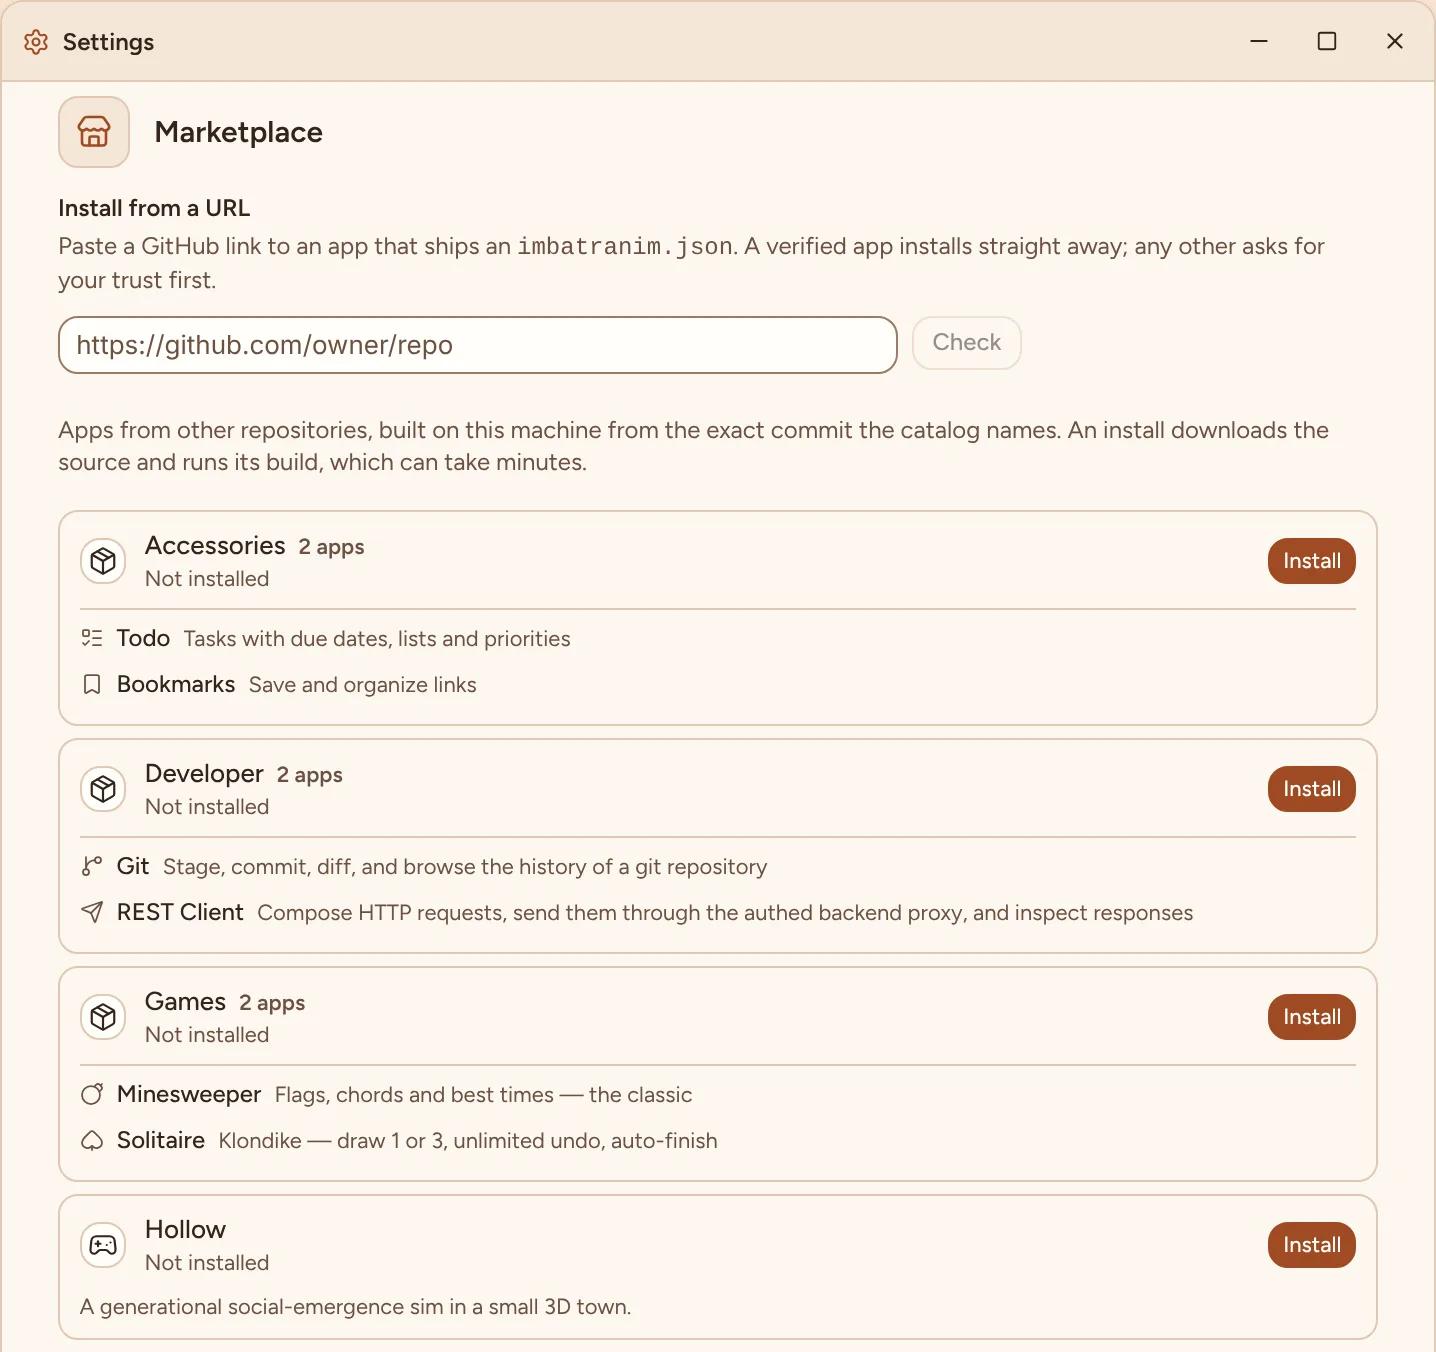 Settings
Marketplace
Install from a URL
Paste a GitHub link to an app that ships an imbatranim.json. A verified app installs straight away; any other asks for
your trust first.
https://github.com/owner/repo
Check
Apps from other repositories, built on this machine from the exact commit the catalog names. An install downloads the
source and runs its build, which can take minutes.
Accessories 2 apps
Not installed
Install
Todo Tasks with due dates, lists and priorities
Bookmarks Save and organize links
Developer 2 apps
Not installed
Install
Git Stage, commit, diff, and browse the history of a git repository
REST Client Compose HTTP requests, send them through the authed backend proxy, and inspect responses
Games 2 apps
Not installed
Install
Minesweeper Flags, chords and best times — the classic
Solitaire Klondike — draw 1 or 3, unlimited undo, auto-finish
Hollow
Not installed
Install
A generational social-emergence sim in a small 3D town.